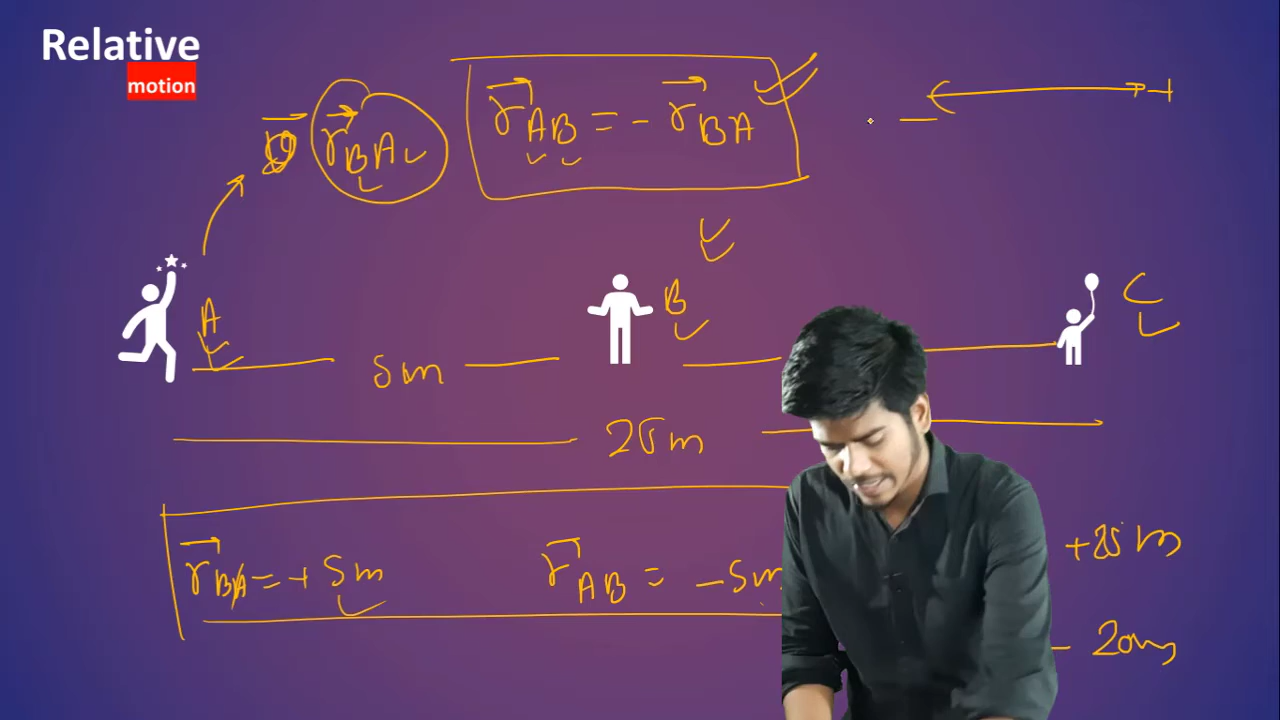 Relative
motion
r⃗BA
r⃗AB = - r⃗BA
- +
A
B
C
5m
25m
r⃗BA = + 5m
r⃗AB = - 5m
+25m
- 20m